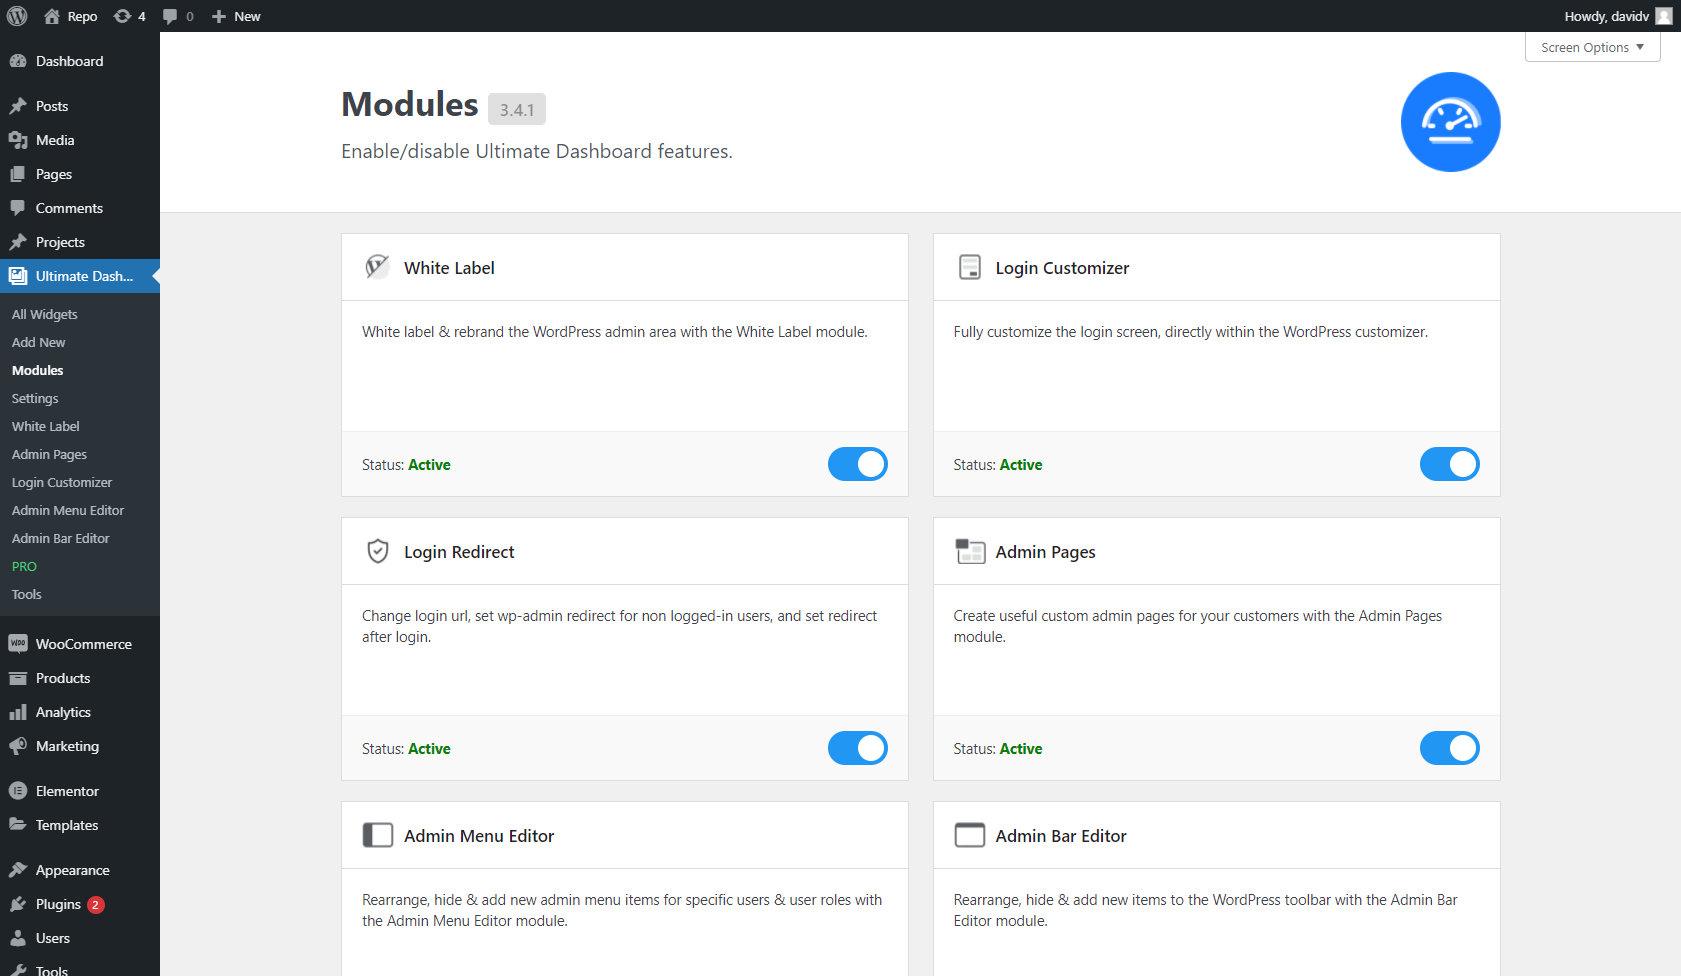 Repo
4
0
New
Howdy, davidv
Screen Options
Dashboard
Posts
Media
Pages
Comments
Projects
Ultimate Dash...
All Widgets
Add New
Modules
Settings
White Label
Admin Pages
Login Customizer
Admin Menu Editor
Admin Bar Editor
PRO
Tools
WooCommerce
Products
Analytics
Marketing
Elementor
Templates
Appearance
Plugins 2
Users
Tools
Modules 3.4.1
Enable/disable Ultimate Dashboard features.
White Label
White label & rebrand the WordPress admin area with the White Label module.
Status: Active
Login Customizer
Fully customize the login screen, directly within the WordPress customizer.
Status: Active
Login Redirect
Change login url, set wp-admin redirect for non logged-in users, and set redirect
after login.
Status: Active
Admin Pages
Create useful custom admin pages for your customers with the Admin Pages
module.
Status: Active
Admin Menu Editor
Rearrange, hide & add new admin menu items for specific users & user roles with
the Admin Menu Editor module.
Admin Bar Editor
Rearrange, hide & add new items to the WordPress toolbar with the Admin Bar
Editor module.